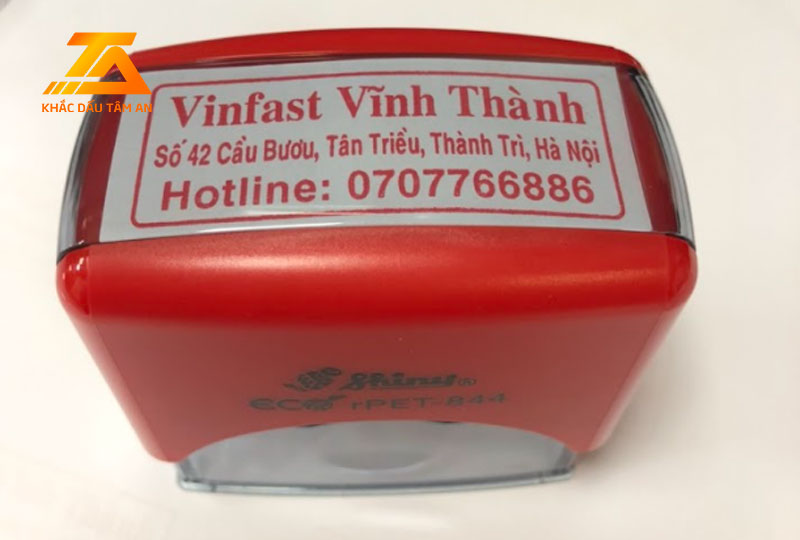 KHẮC DẤU TÂM AN
Vinfast Vĩnh Thành
Số 42 Cầu Bươu, Tân Triều, Thành Trì, Hà Nội
Hotline: 0707766886
Shiny®
eco rPET-844